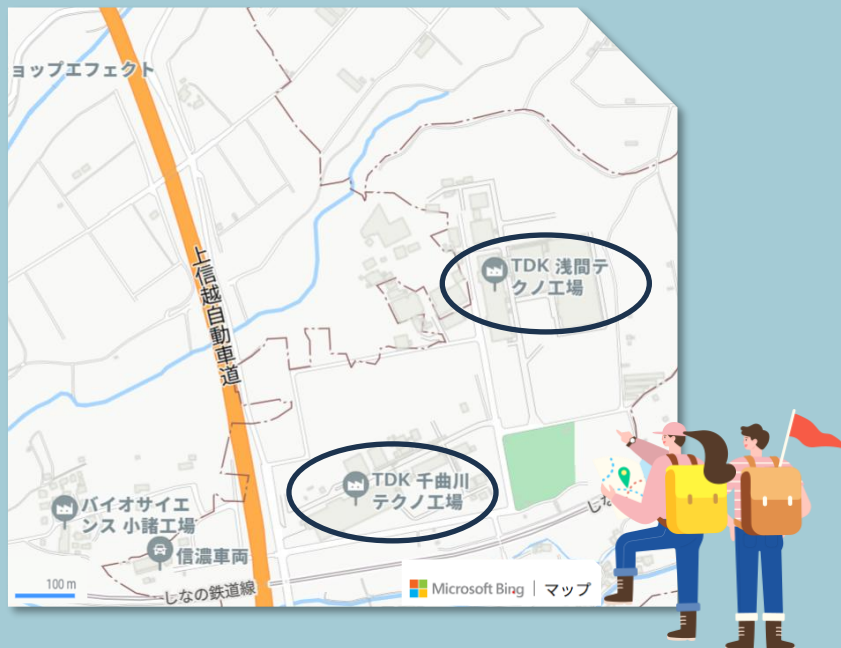 ョップエフェクト
TDK 浅間テ
クノ工場
上信越自動車道
TDK 千曲川
テクノ工場
バイオサイエ
ンス 小諸工場
信濃車両
しな
100 m
しなの鉄道線
Microsoft Bing | マップ